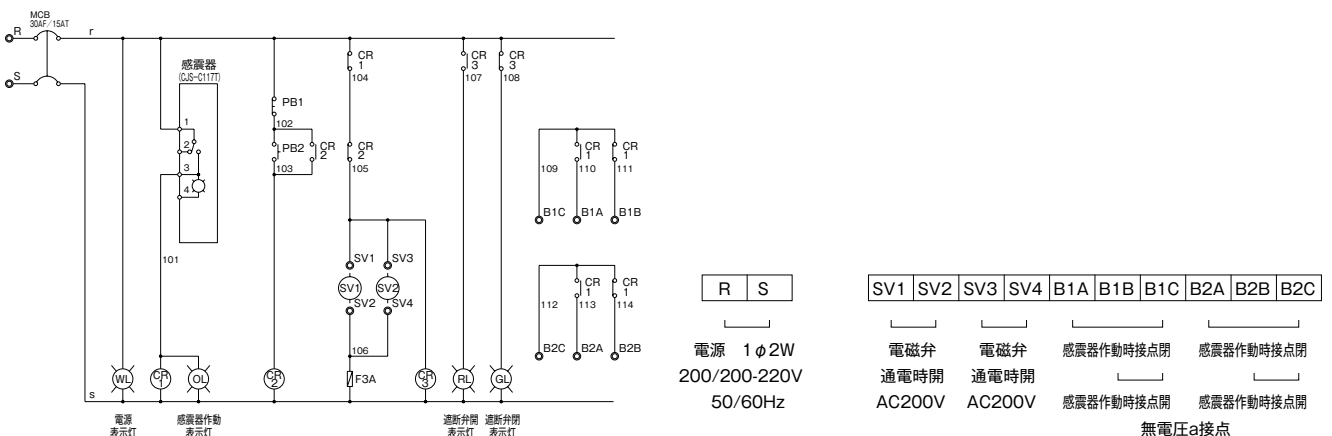 MCB
30AF/15AT
R
r
S
感震器
(CJS-C117T)
1
2
3
4
101
PB1
102
PB2
CR
2
103
CR
1
104
CR
2
105
SV1
SV3
SV1
SV2
SV2
SV4
106
F3A
CR
3
107
CR
3
108
109
CR
1
110
CR
1
111
B1C
B1A
B1B
112
CR
1
113
CR
1
114
B2C
B2A
B2B
WL
CR
1
OL
CR
2
CR
3
RL
GL
s
電源
表示灯
感震器作動
表示灯
遮断弁開
表示灯
遮断弁閉
表示灯
R S
電源 1φ2W
200/200-220V
50/60Hz
SV1 SV2 SV3 SV4 B1A B1B B1C B2A B2B B2C
電磁弁
通電時開
AC200V
電磁弁
通電時開
AC200V
感震器作動時接点閉
感震器作動時接点開
感震器作動時接点閉
感震器作動時接点開
無電圧a接点